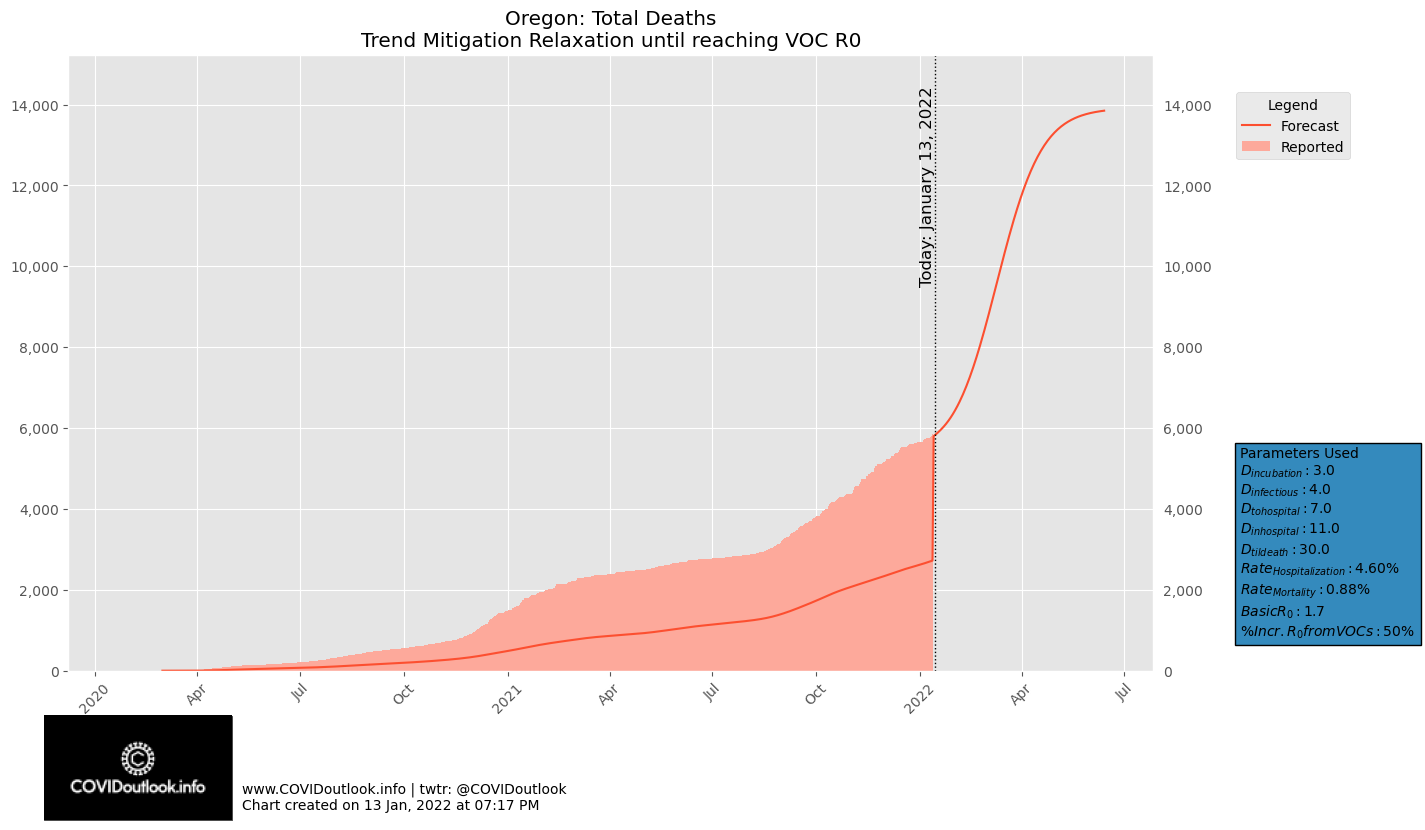 Oregon: Total Deaths
Trend Mitigation Relaxation until reaching VOC R0
14,000
12,000
10,000
8,000
6,000
4,000
2,000
0
Today: January 13, 2022
14,000
12,000
10,000
8,000
6,000
4,000
2,000
0
2020
Apr
Jul
Oct
2021
Apr
Jul
Oct
2022
Apr
Jul
Legend
Forecast
Reported
Parameters Used
D_incubation : 3.0
D_infectious : 4.0
D_tohospital : 7.0
D_inhospital : 11.0
D_tildeath : 30.0
Rate_Hospitalization : 4.60%
Rate_Mortality : 0.88%
BasicR_0 : 1.7
%Incr. R_0 fromVOCs : 50%
COVIDoutlook.info
www.COVIDoutlook.info | twtr: @COVIDoutlook
Chart created on 13 Jan, 2022 at 07:17 PM